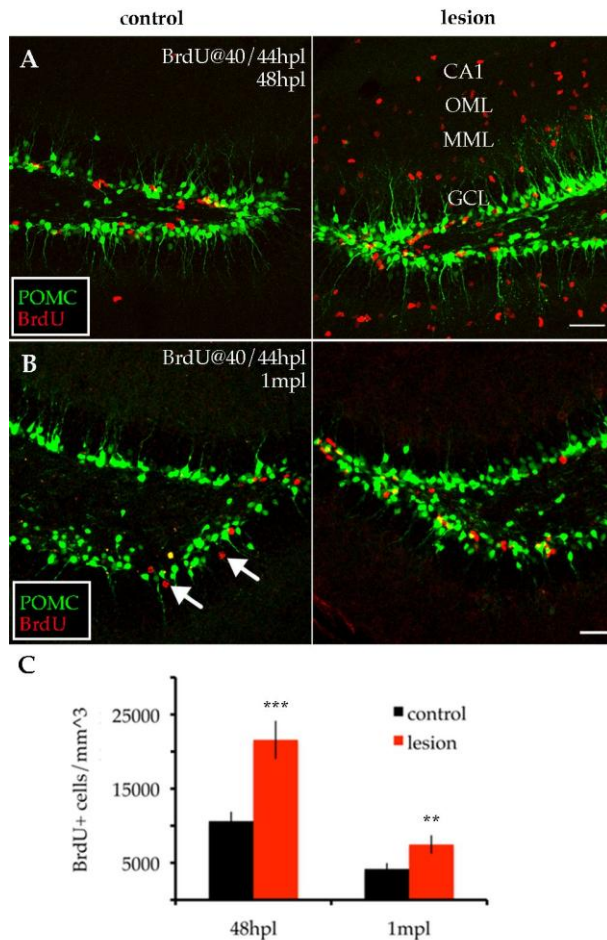 control lesion
A
BrdU@40/44hpl
48hpl
CA1
OML
MML
GCL
POMC
BrdU
B
BrdU@40/44hpl
1mpl
POMC
BrdU
C
BrdU+ cells/mm^3
25000
15000
5000
***
**
control
lesion
48hpl 1mpl